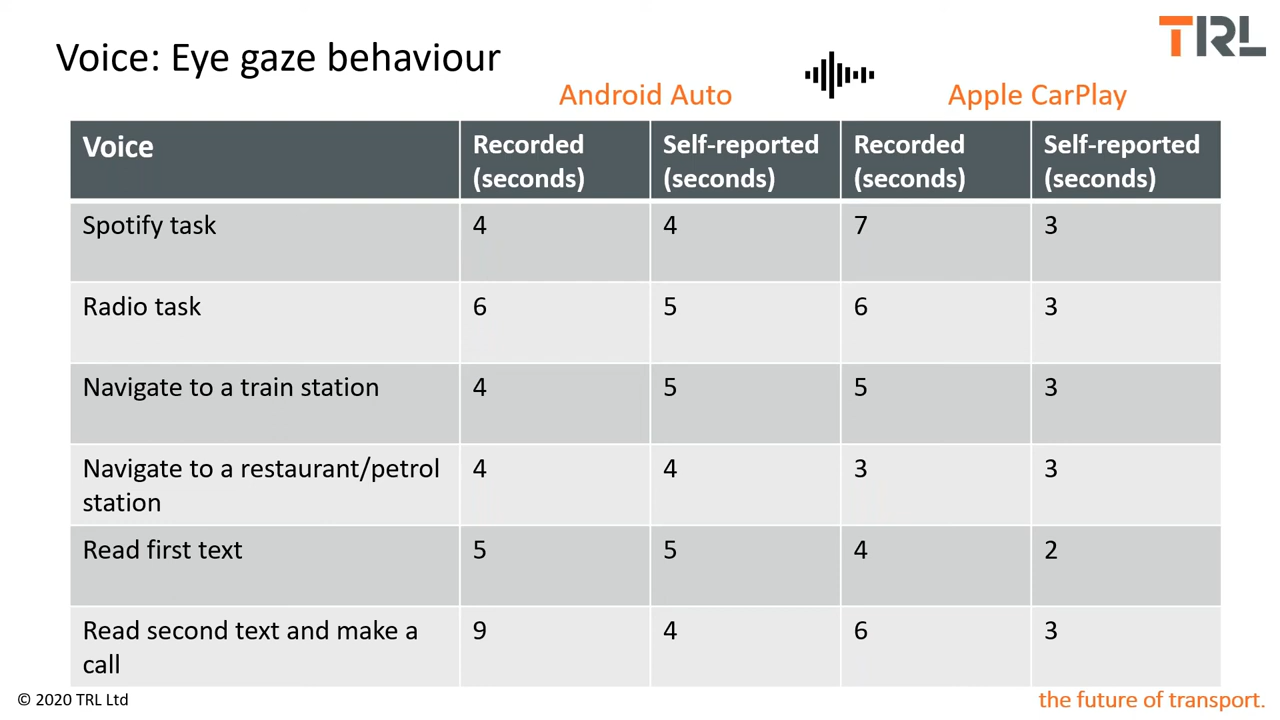 TRL
Voice: Eye gaze behaviour
Android Auto
Apple CarPlay
Voice
Recorded (seconds)
Self-reported (seconds)
Recorded (seconds)
Self-reported (seconds)
Spotify task 4 4 7 3
Radio task 6 5 6 3
Navigate to a train station 4 5 5 3
Navigate to a restaurant/petrol station 4 4 3 3
Read first text 5 5 4 2
Read second text and make a call 9 4 6 3
© 2020 TRL Ltd
the future of transport.